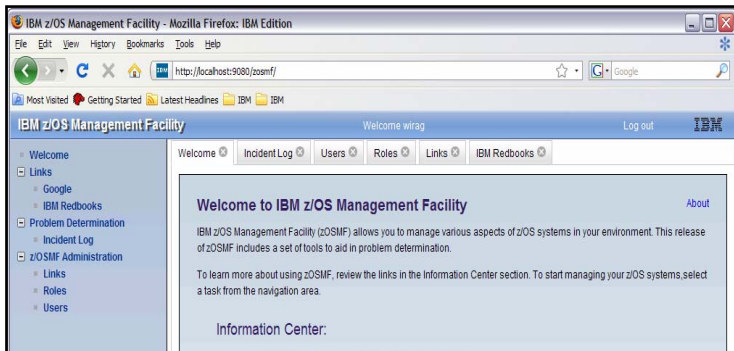 IBM z/OS Management Facility - Mozilla Firefox: IBM Edition
File Edit View History Bookmarks Tools Help
IBM http://localhost:9080/zosmf/ G Google
Most Visited Getting Started Latest Headlines IBM IBM
IBM z/OS Management Facility Welcome wirag Log out IBM
Welcome
Links
Google
IBM Redbooks
Problem Determination
Incident Log
z/OSMF Administration
Links
Roles
Users
Welcome Incident Log Users Roles Links IBM Redbooks
Welcome to IBM z/OS Management Facility About
IBM z/OS Management Facility (zOSMF) allows you to manage various aspects of z/OS systems in your environment. This release
of zOSMF includes a set of tools to aid in problem determination.
To learn more about using zOSMF, review the links in the Information Center section. To start managing your z/OS systems,select
a task from the navigation area.
Information Center: